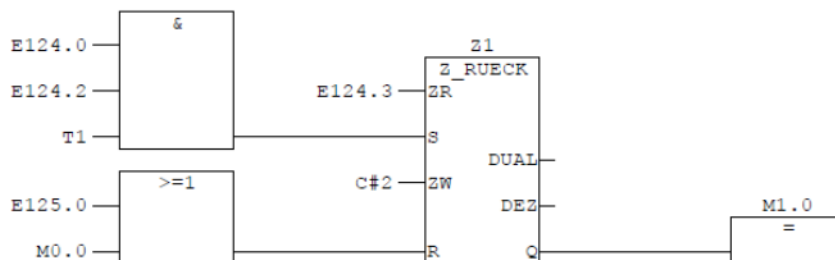 &
E124.0
Z1
Z_RUECK
E124.2
E124.3
ZR
T1
S
DUAL
>=1
C#2
ZW
E125.0
DEZ
M1.0
=
M0.0
R
Q